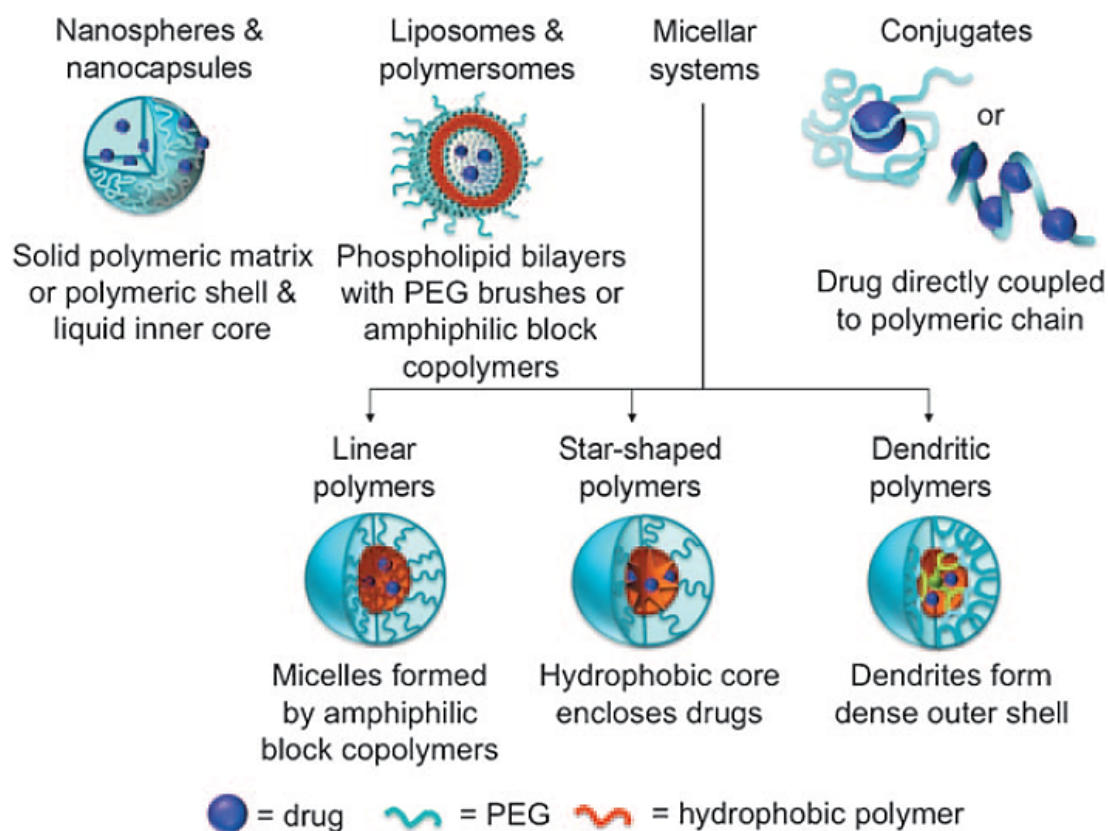 Nanospheres &
nanocapsules
Solid polymeric matrix
or polymeric shell &
liquid inner core
Liposomes &
polymersomes
Phospholipid bilayers
with PEG brushes or
amphiphilic block
copolymers
Micellar
systems
Conjugates
or
Drug directly coupled
to polymeric chain
Linear
polymers
Micelles formed
by amphiphilic
block copolymers
Star-shaped
polymers
Hydrophobic core
encloses drugs
Dendritic
polymers
Dendrites form
dense outer shell
= drug = PEG = hydrophobic polymer